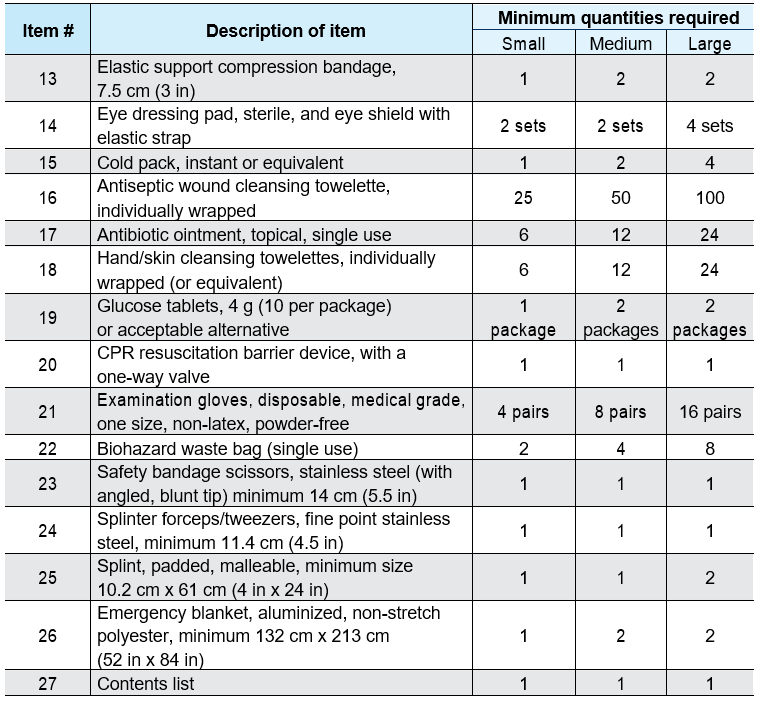 Item # Description of item Minimum quantities required
Small Medium Large
13 Elastic support compression bandage, 1 2 2
7.5 cm (3 in)
14 Eye dressing pad, sterile, and eye shield with 2 sets 2 sets 4 sets
elastic strap
15 Cold pack, instant or equivalent 1 2 4
16 Antiseptic wound cleansing towelette, 25 50 100
individually wrapped
17 Antibiotic ointment, topical, single use 6 12 24
18 Hand/skin cleansing towelettes, individually 6 12 24
wrapped (or equivalent)
19 Glucose tablets, 4 g (10 per package) 1 2 2
or acceptable alternative package packages packages
20 CPR resuscitation barrier device, with a 1 1 1
one-way valve
21 Examination gloves, disposable, medical grade, 4 pairs 8 pairs 16 pairs
one size, non-latex, powder-free
22 Biohazard waste bag (single use) 2 4 8
23 Safety bandage scissors, stainless steel (with 1 1 1
angled, blunt tip) minimum 14 cm (5.5 in)
24 Splinter forceps/tweezers, fine point stainless 1 1 1
steel, minimum 11.4 cm (4.5 in)
25 Splint, padded, malleable, minimum size 1 1 2
10.2 cm x 61 cm (4 in x 24 in)
26 Emergency blanket, aluminized, non-stretch 1 2 2
polyester, minimum 132 cm x 213 cm
(52 in x 84 in)
27 Contents list 1 1 1